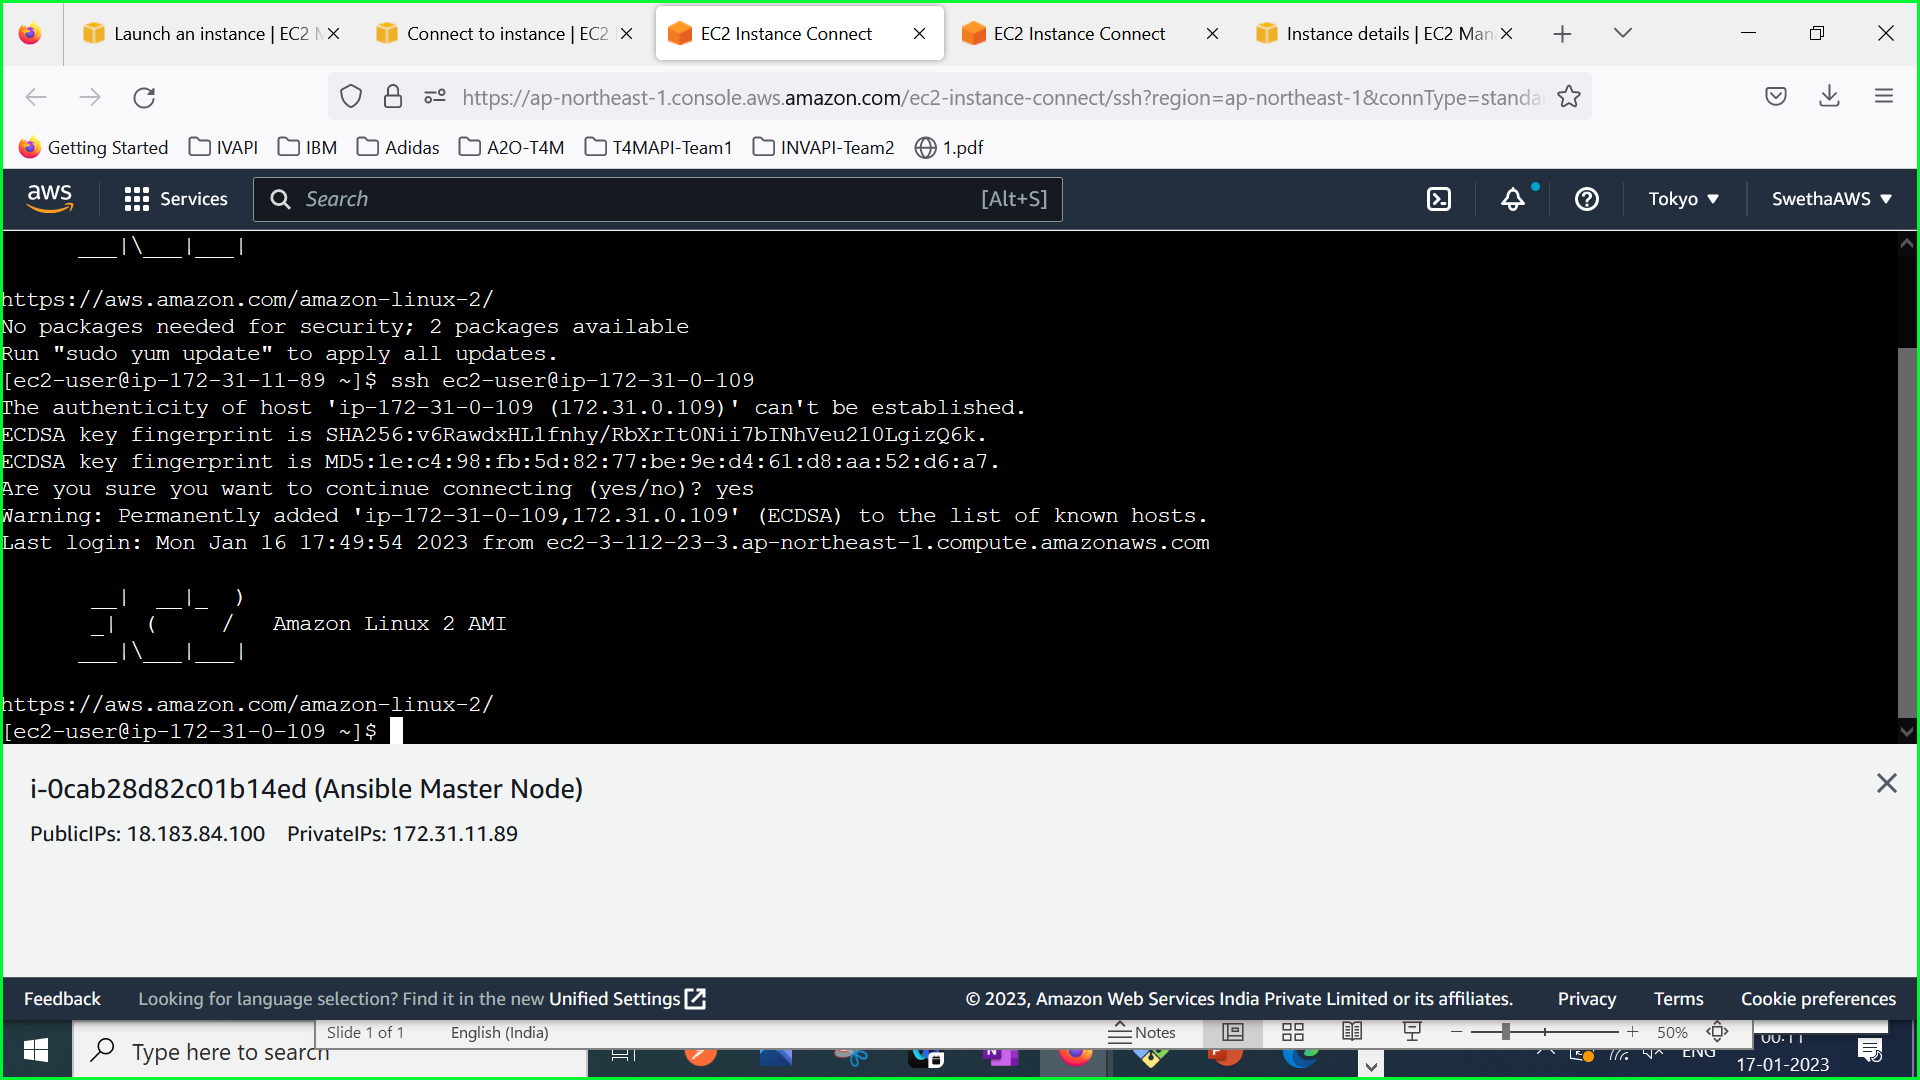 Launch an instance | EC2 M
Connect to instance | EC2
EC2 Instance Connect
EC2 Instance Connect
Instance details | EC2 Man
https://ap-northeast-1.console.aws.amazon.com/ec2-instance-connect/ssh?region=ap-northeast-1&connType=standa
Getting Started IVAPI IBM Adidas A2O-T4M T4MAPI-Team1 INVAPI-Team2 1.pdf
aws Services Search [Alt+S] Tokyo ▼ SwethaAWS ▼
___|\___|___|
https://aws.amazon.com/amazon-linux-2/
No packages needed for security; 2 packages available
Run "sudo yum update" to apply all updates.
[ec2-user@ip-172-31-11-89 ~]$ ssh ec2-user@ip-172-31-0-109
The authenticity of host 'ip-172-31-0-109 (172.31.0.109)' can't be established.
ECDSA key fingerprint is SHA256:v6RawdxHL1fnhy/RbXrIt0Nii7bINhVeu210LgizQ6k.
ECDSA key fingerprint is MD5:1e:c4:98:fb:5d:82:77:be:9e:d4:61:d8:aa:52:d6:a7.
Are you sure you want to continue connecting (yes/no)? yes
Warning: Permanently added 'ip-172-31-0-109,172.31.0.109' (ECDSA) to the list of known hosts.
Last login: Mon Jan 16 17:49:54 2023 from ec2-3-112-23-3.ap-northeast-1.compute.amazonaws.com
__|  __|_  )
_|  (     /   Amazon Linux 2 AMI
___|\___|___|
https://aws.amazon.com/amazon-linux-2/
[ec2-user@ip-172-31-0-109 ~]$
i-0cab28d82c01b14ed (Ansible Master Node)
PublicIPs: 18.183.84.100 PrivateIPs: 172.31.11.89
Feedback Looking for language selection? Find it in the new Unified Settings © 2023, Amazon Web Services India Private Limited or its affiliates. Privacy Terms Cookie preferences
Slide 1 of 1 English (India) Notes 50%
Type here to search ENG 00:11
17-01-2023